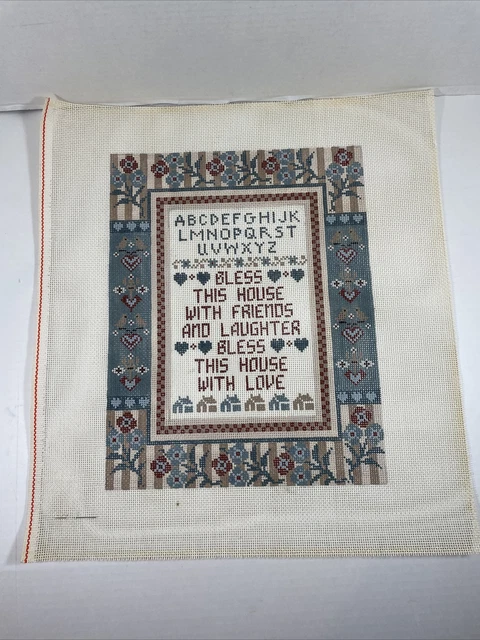 ABCDEFGHIJK
LMNOPQRST
UVWXYZ
BLESS
THIS HOUSE
WITH FRIENDS
AND LAUGHTER
BLESS
THIS HOUSE
WITH LOVE